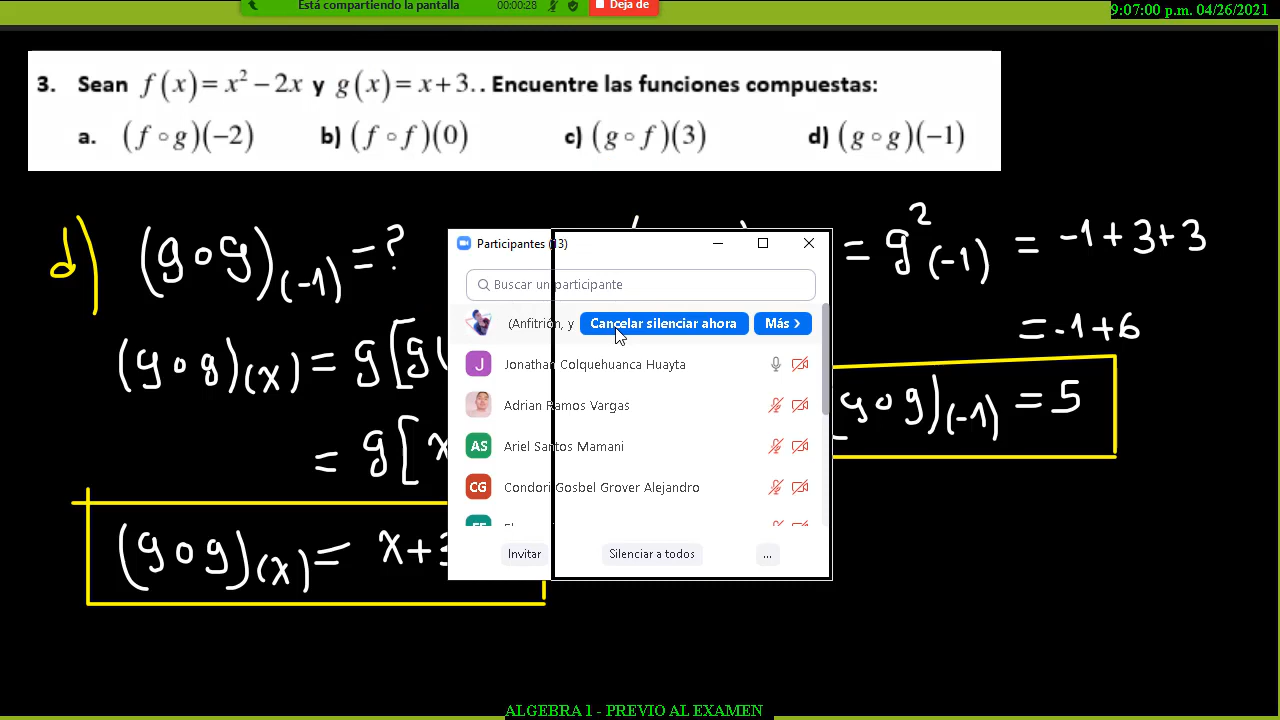 Está compartiendo la pantalla 00:00:28 Deja de
9:07:00 p.m. 04/26/2021
3. Sean f(x)=x²−2x y g(x)=x+3.. Encuentre las funciones compuestas:
a. (f∘g)(−2) b) (f∘f)(0) c) (g∘f)(3) d) (g∘g)(−1)
d) (g∘g)(-1) = ?
(g∘g)(x) = g[g(
= g[x
(g∘g)(x) = x+3
= g²(-1) = -1+3+3
= -1+6
g∘g)(-1) = 5
Participantes (13)
Buscar un participante
(Anfitrión, y Cancelar silenciar ahora Más >
J Jonathan Colquehuanca Huayta
Adrian Ramos Vargas
AS Ariel Santos Mamani
CG Condori Gosbel Grover Alejandro
Invitar Silenciar a todos ...
ALGEBRA 1 - PREVIO AL EXAMEN